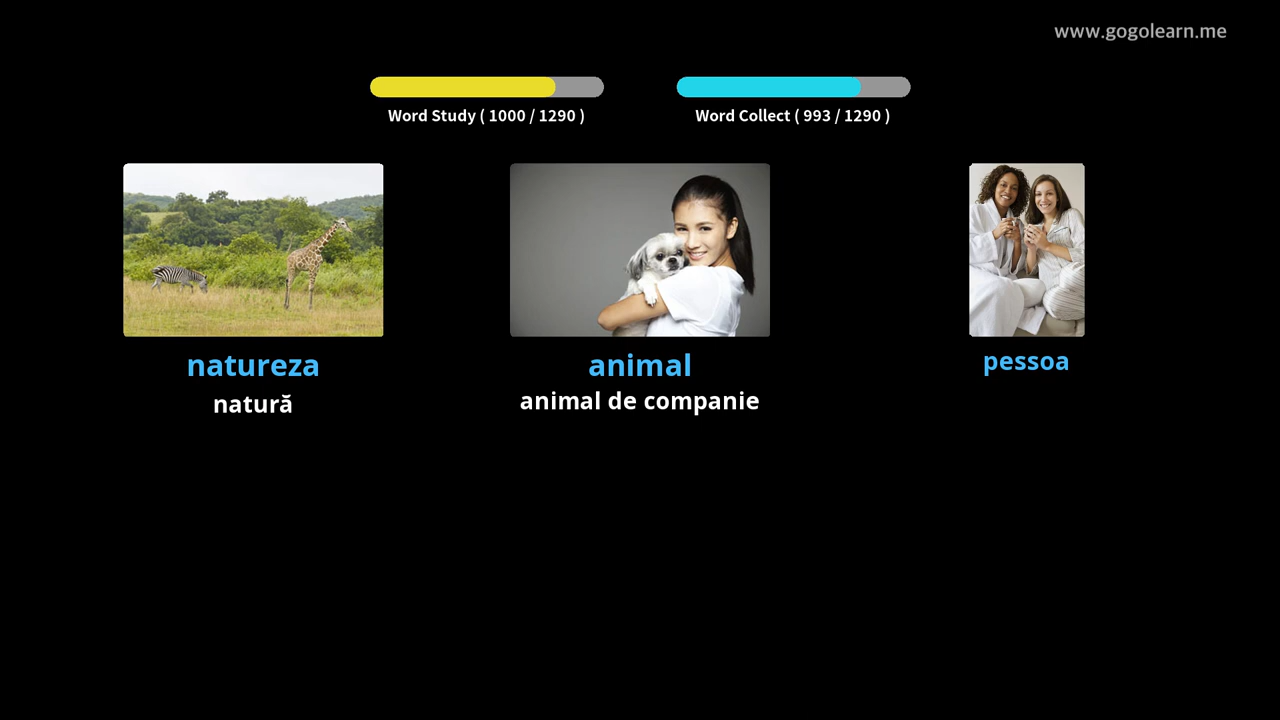 www.gogolearn.me
Word Study ( 1000 / 1290 )
Word Collect ( 993 / 1290 )
natureza
natură
animal
animal de companie
pessoa